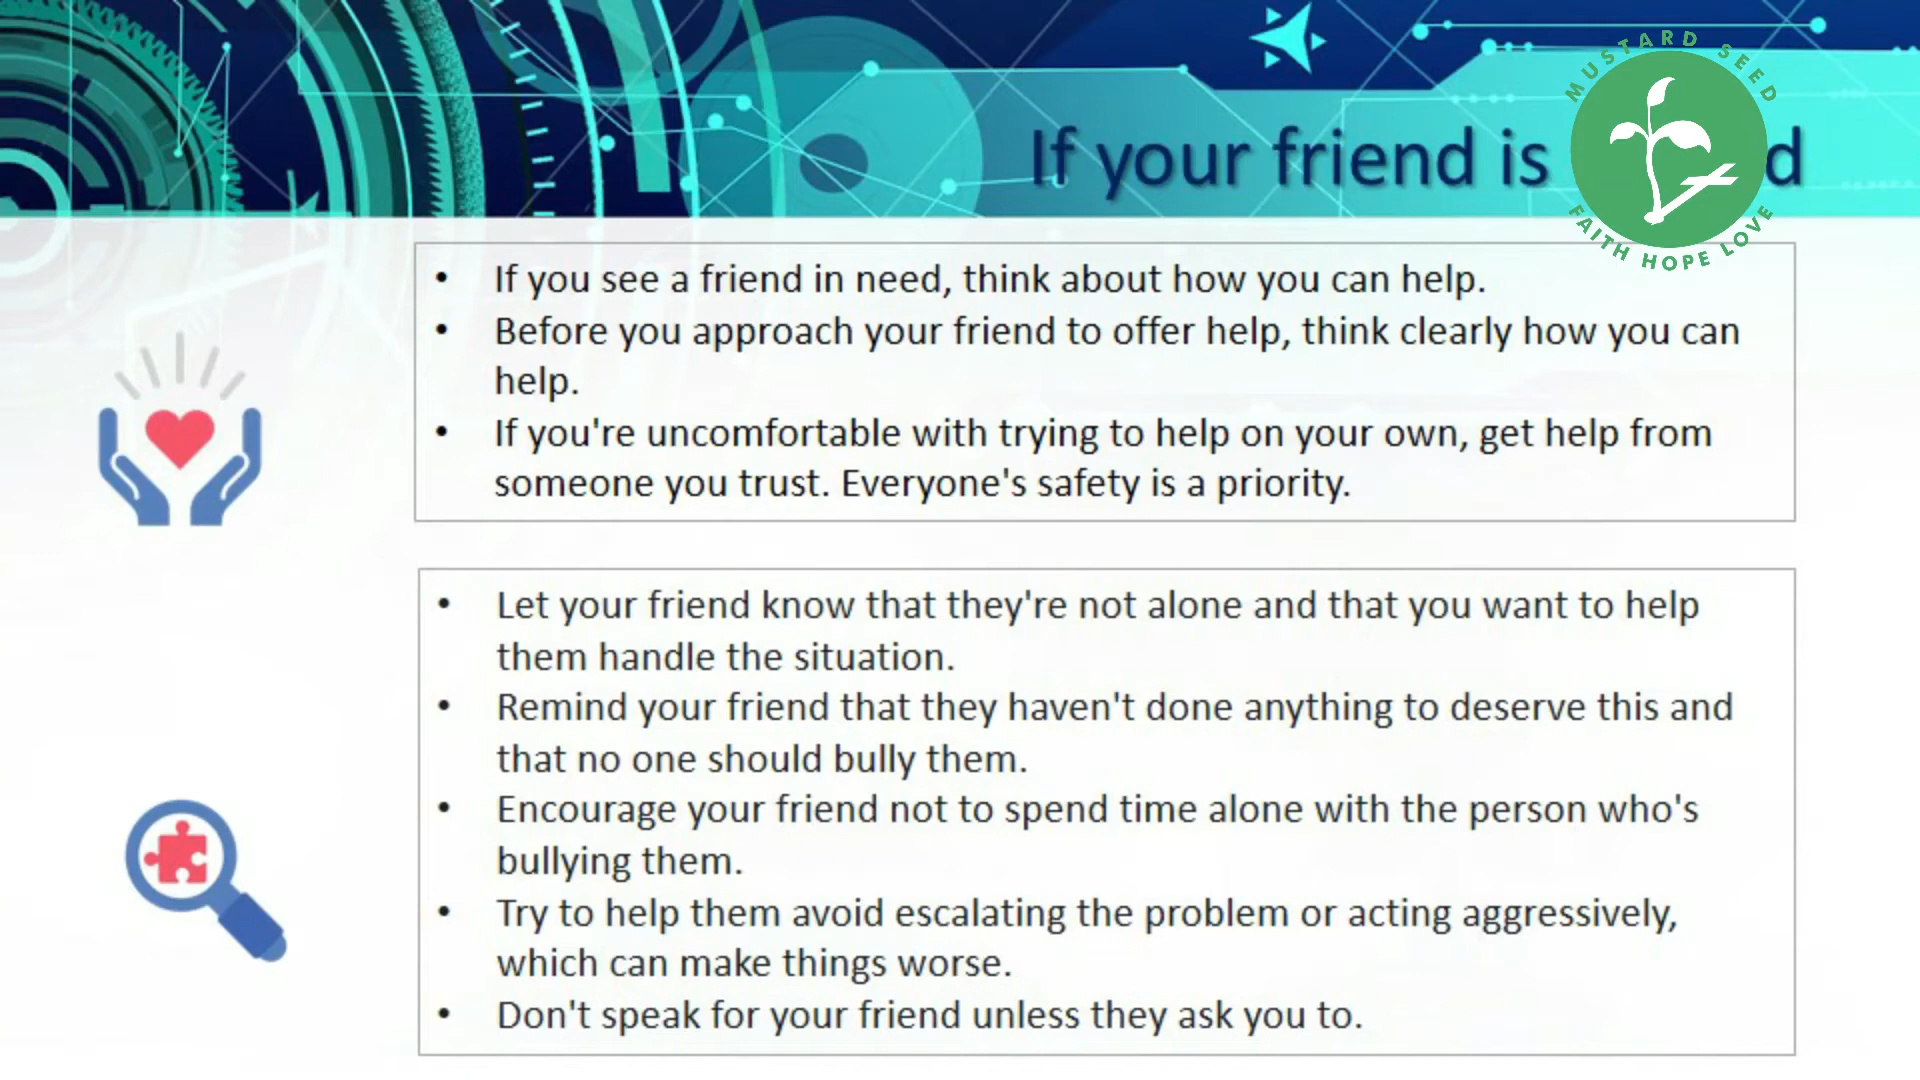 MUSTARD SEED
If your friend is
FAITH HOPE LOVE
• If you see a friend in need, think about how you can help.
• Before you approach your friend to offer help, think clearly how you can
help.
• If you're uncomfortable with trying to help on your own, get help from
someone you trust. Everyone's safety is a priority.
• Let your friend know that they're not alone and that you want to help
them handle the situation.
• Remind your friend that they haven't done anything to deserve this and
that no one should bully them.
• Encourage your friend not to spend time alone with the person who's
bullying them.
• Try to help them avoid escalating the problem or acting aggressively,
which can make things worse.
• Don't speak for your friend unless they ask you to.